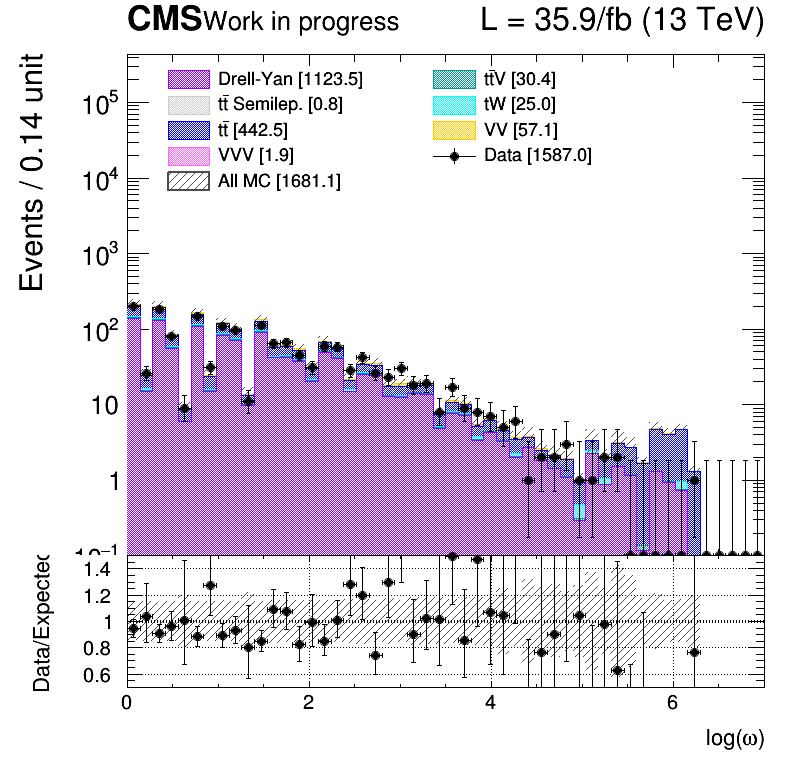 CMS Work in progress L = 35.9/fb (13 TeV)
Events / 0.14 unit
Drell-Yan [1123.5]
tt̄ Semilep. [0.8]
tt̄ [442.5]
VVV [1.9]
All MC [1681.1]
tt̄V [30.4]
tW [25.0]
VV [57.1]
Data [1587.0]
10⁵
10⁴
10³
10²
10
1
10⁻¹
Data/Expected
1.4
1.2
1
0.8
0.6
0 2 4 6
log(ω)